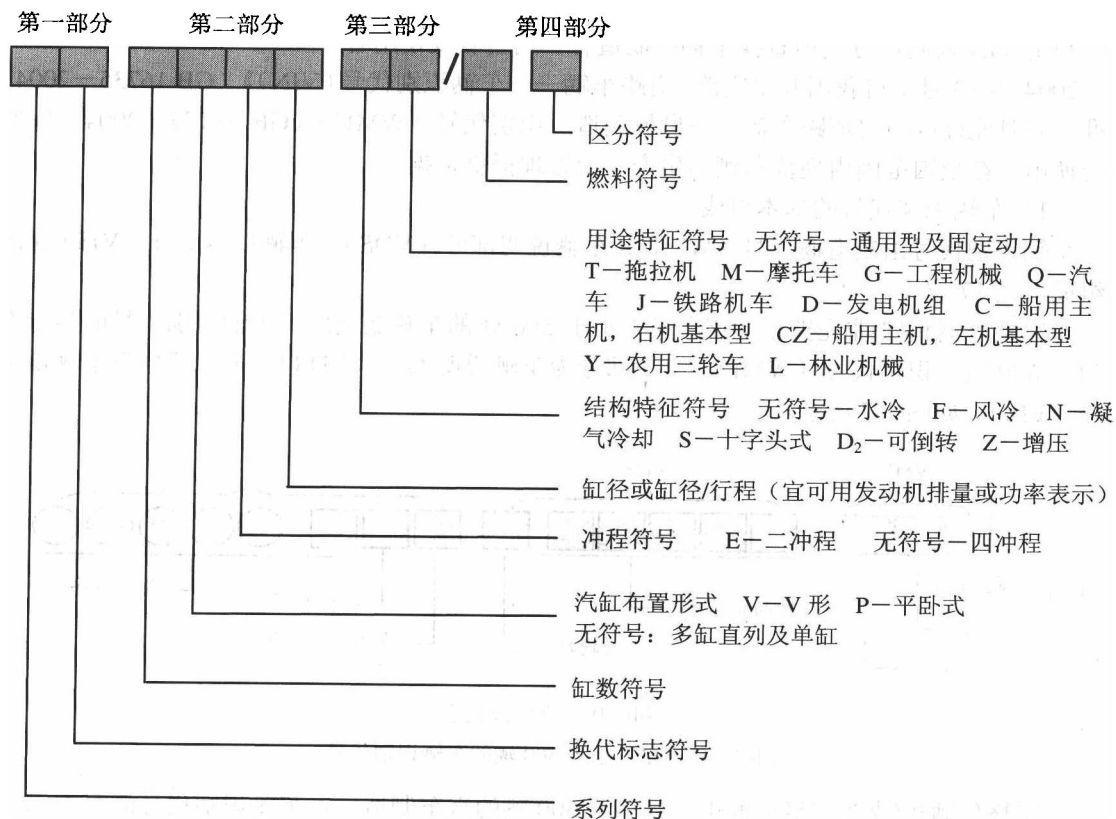 第一部分 第二部分 第三部分 第四部分
/
区分符号
燃料符号
用途特征符号 无符号－通用型及固定动力
T－拖拉机 M－摩托车 G－工程机械 Q－汽
车 J－铁路机车 D－发电机组 C－船用主
机，右机基本型 CZ－船用主机，左机基本型
Y－农用三轮车 L－林业机械
结构特征符号 无符号－水冷 F－风冷 N－凝
气冷却 S－十字头式 D₂－可倒转 Z－增压
缸径或缸径/行程（宜可用发动机排量或功率表示）
冲程符号 E－二冲程 无符号－四冲程
汽缸布置形式 V－V 形 P－平卧式
无符号：多缸直列及单缸
缸数符号
换代标志符号
系列符号